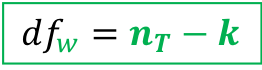 df_w = n_T − k